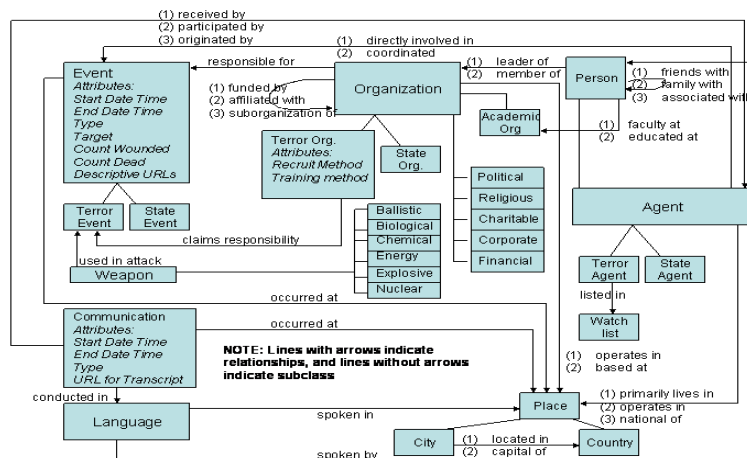 (1) received by
(2) participated by
(3) originated by
(1) directly involved in
(2) coordinated
responsible for
(1) leader of
(2) member of
Event
Attributes:
Start Date Time
End Date Time
Type
Target
Count Wounded
Count Dead
Descriptive URLs
Organization
Person
(1) friends with
(2) family with
(3) associated with
(1) funded by
(2) affiliated with
(3) suborganization of
Academic
Org
(1) faculty at
(2) educated at
Terror Org.
Attributes:
Recruit Method
Training method
State
Org.
Political
Religious
Charitable
Corporate
Financial
Agent
Terror
Event
State
Event
Ballistic
Biological
Chemical
Energy
Explosive
Nuclear
claims responsibility
Terror
Agent
State
Agent
used in attack
Weapon
listed in
Watch
list
occurred at
Communication
Attributes:
Start Date Time
End Date Time
Type
URL for Transcript
occurred at
NOTE: Lines with arrows indicate
relationships, and lines without arrows
indicate subclass
(1) operates in
(2) based at
conducted in
Place
(1) primarily lives in
(2) operates in
(3) national of
Language
spoken in
City
(1) located in
(2) capital of
Country
spoken by